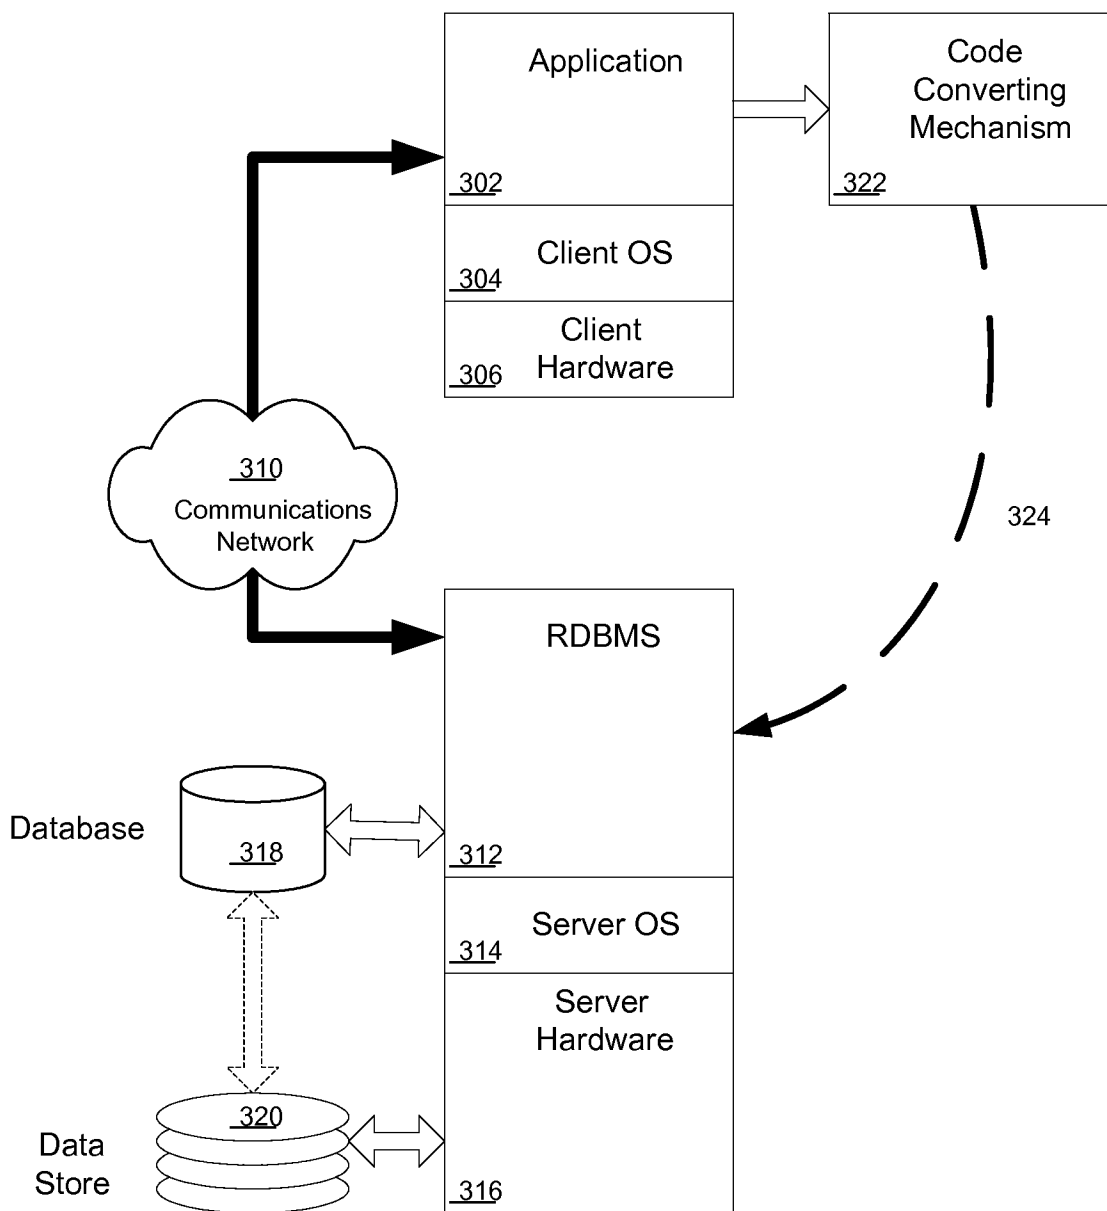 Application
302
Code
Converting
Mechanism
322
Client OS
304
Client
Hardware
306
310
Communications
Network
324
RDBMS
312
Database
318
Server OS
314
Server
Hardware
316
320
Data
Store